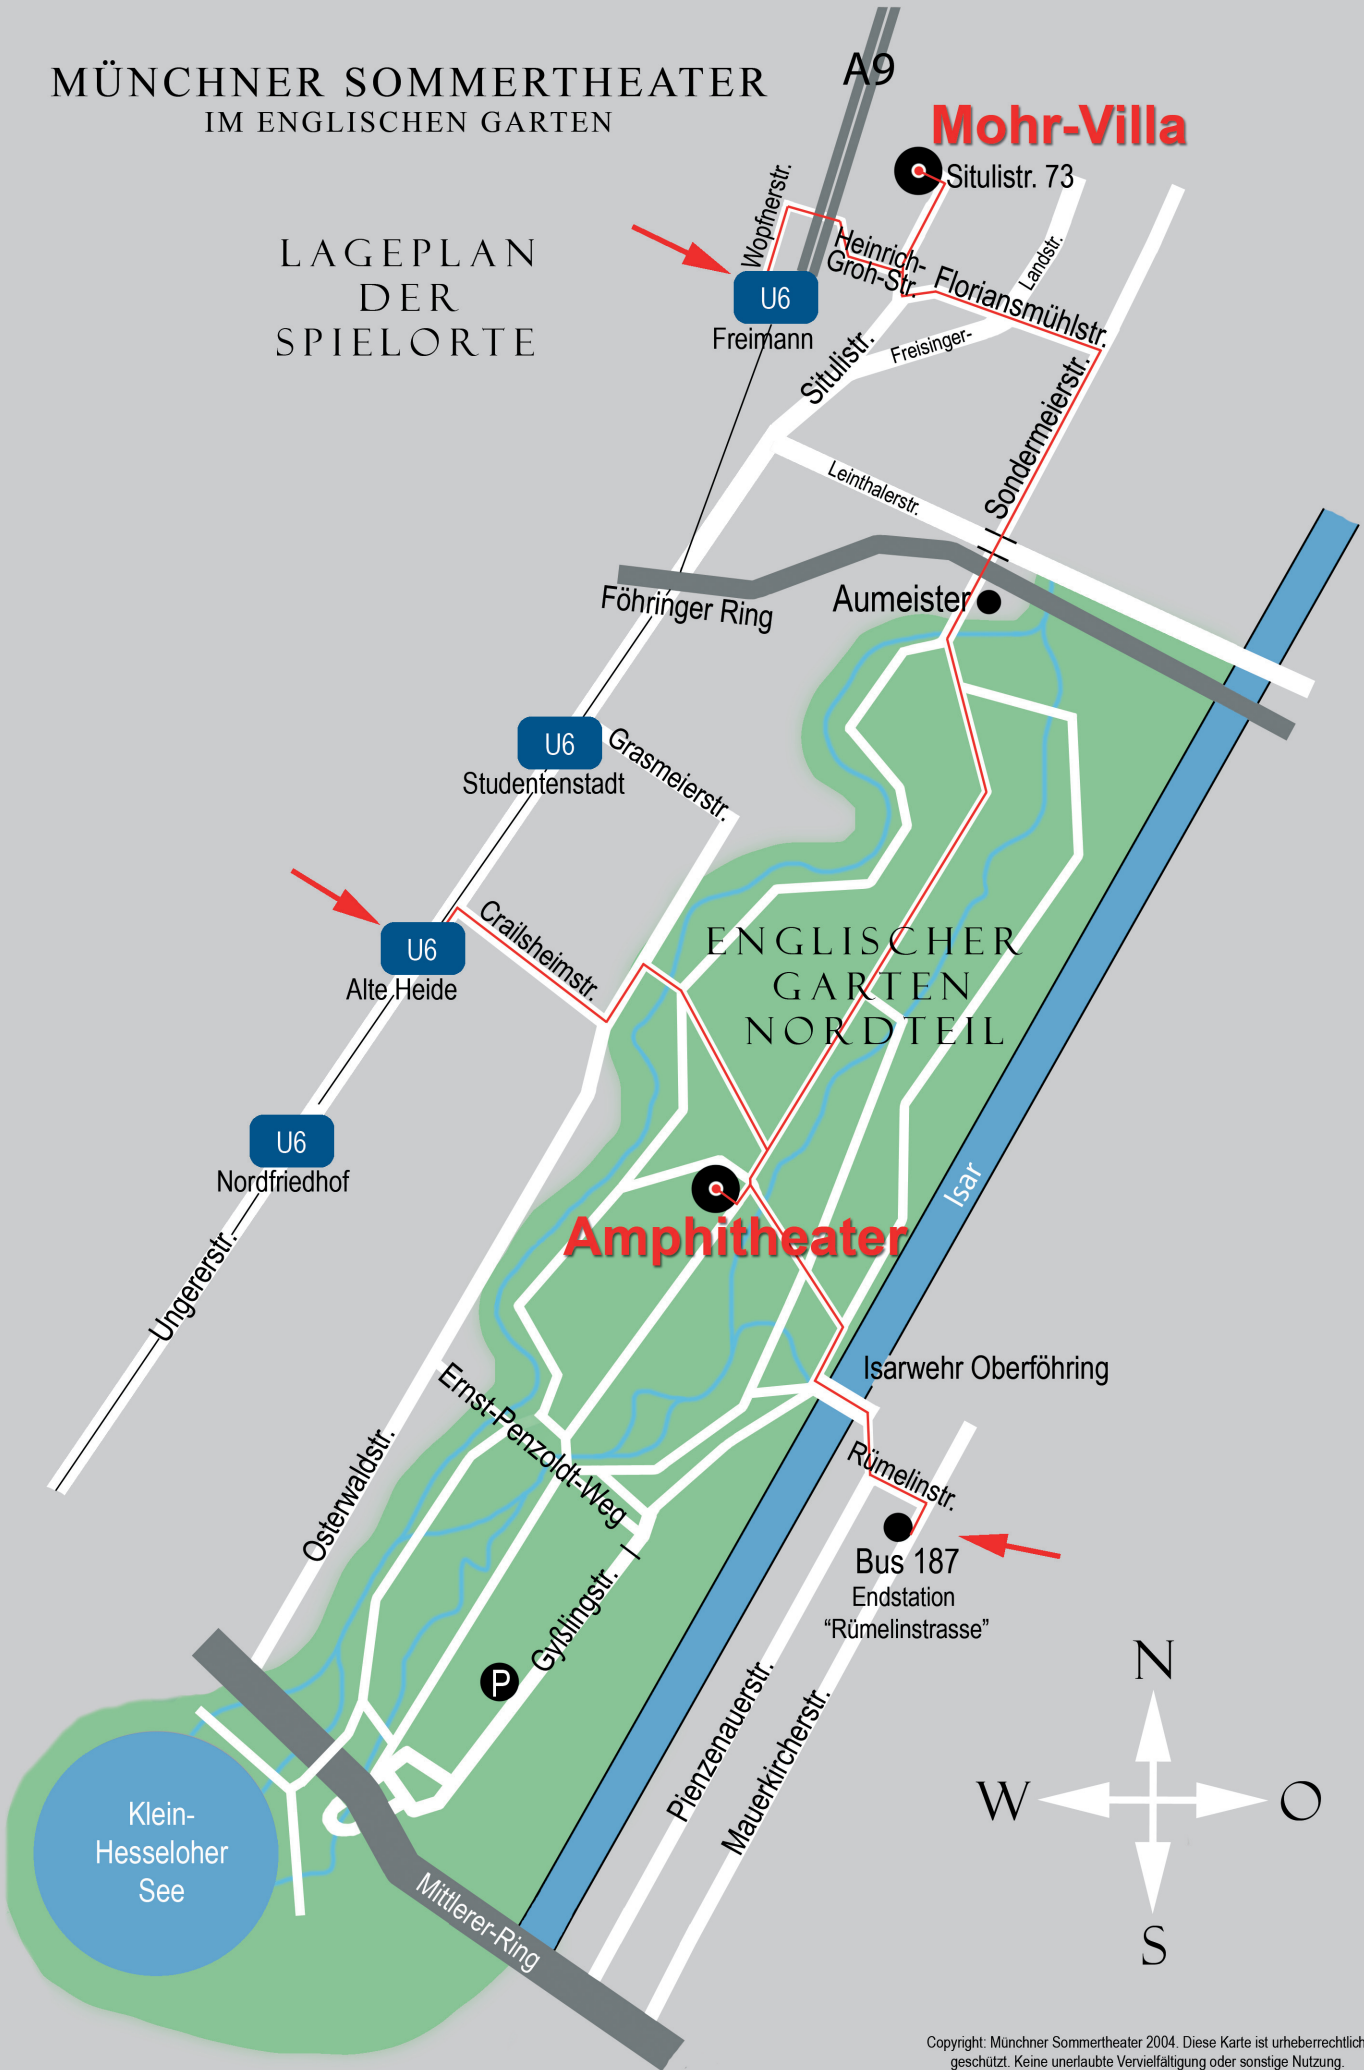 MÜNCHNER SOMMERTHEATER
IM ENGLISCHEN GARTEN
LAGEPLAN
DER
SPIELORTE
A9
Mohr-Villa
Situlistr. 73
Wopfnerstr.
Heinrich-
Groh-Str.
Landstr.
Floriansmühlstr.
U6
Freimann
Situlistr.
Freisinger-
Sondermeierstr.
Leinthalerstr.
Föhringer Ring
Aumeister
U6
Studentenstadt
Grasmeierstr.
U6
Alte Heide
Crailsheimstr.
ENGLISCHER
GARTEN
NORDTEIL
U6
Nordfriedhof
Isar
Amphitheater
Ungererstr.
Isarwehr Oberföhring
Ernst-Penzoldt-Weg
Osterwaldstr.
Rümelinstr.
Bus 187
Endstation
“Rümelinstrasse”
Gyßlingstr.
P
Pienzenauerstr.
Mauerkircherstr.
N
W
O
S
Klein-
Hesseloher
See
Mittlerer-Ring
Copyright: Münchner Sommertheater 2004. Diese Karte ist urheberrechtlich
geschützt. Keine unerlaubte Vervielfältigung oder sonstige Nutzung.